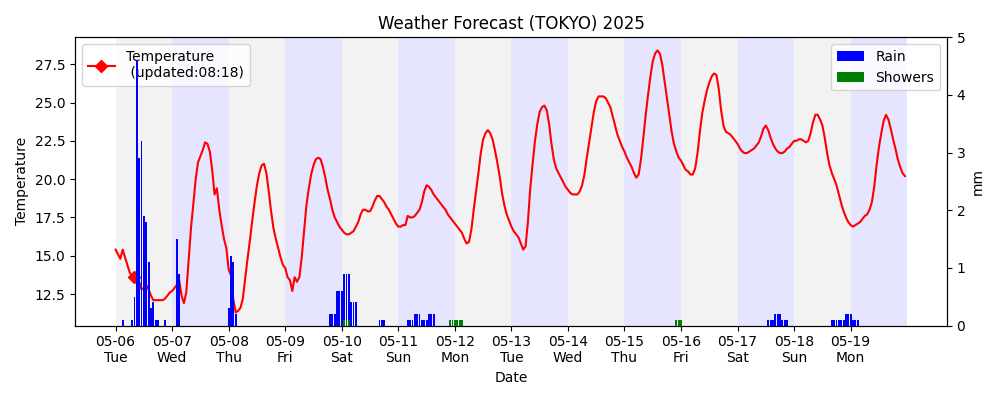 Weather Forecast (TOKYO) 2025
Temperature
(updated:08:18)
Rain
Showers
27.5
25.0
22.5
20.0
17.5
15.0
12.5
Temperature
5
4
3
2
1
0
mm
05-06 05-07 05-08 05-09 05-10 05-11 05-12 05-13 05-14 05-15 05-16 05-17 05-18 05-19
Tue Wed Thu Fri Sat Sun Mon Tue Wed Thu Fri Sat Sun Mon
Date